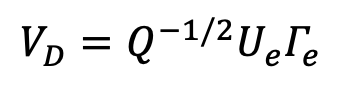 V_D = Q^{-1/2} U_e Γ_e